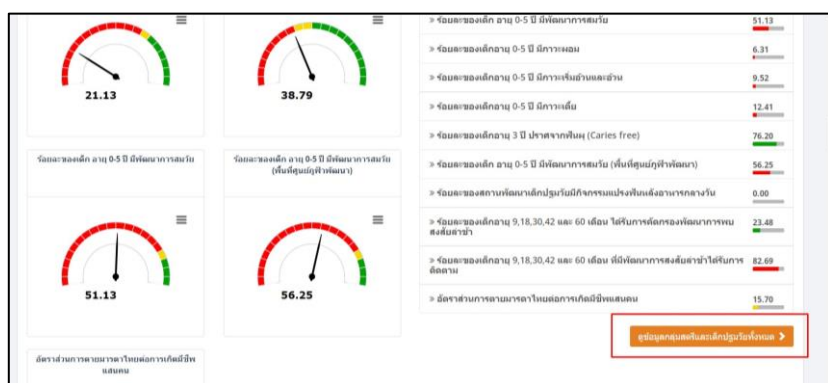 21.13
38.79
ร้อยละของเด็ก อายุ 0-5 ปี มีพัฒนาการสมวัย
ร้อยละของเด็ก อายุ 0-5 ปี มีพัฒนาการสมวัย
(พื้นที่ศูนย์ภูฟ้าพัฒนา)
51.13
56.25
อัตราส่วนการตายมารดาไทยต่อการเกิดมีชีพ
แสนคน
» ร้อยละของเด็ก อายุ 0-5 ปี มีพัฒนาการสมวัย 51.13
» ร้อยละของเด็กอายุ 0-5 ปี มีภาวะผอม 6.31
» ร้อยละของเด็กอายุ 0-5 ปี มีภาวะเริ่มอ้วนและอ้วน 9.52
» ร้อยละของเด็กอายุ 0-5 ปี มีภาวะเตี้ย 12.41
» ร้อยละของเด็กอายุ 3 ปี ปราศจากฟันผุ (Caries free) 76.20
» ร้อยละของเด็ก อายุ 0-5 ปี มีพัฒนาการสมวัย (พื้นที่ศูนย์ภูฟ้าพัฒนา) 56.25
» ร้อยละของสถานพัฒนาเด็กปฐมวัยมีกิจกรรมแปรงฟันหลังอาหารกลางวัน 0.00
» ร้อยละของเด็กอายุ 9,18,30,42 และ 60 เดือน ได้รับการคัดกรองพัฒนาการพบ 23.48
สงสัยล่าช้า
» ร้อยละของเด็กอายุ 9,18,30,42 และ 60 เดือน ที่มีพัฒนาการสงสัยล่าช้าได้รับการ 82.69
ติดตาม
» อัตราส่วนการตายมารดาไทยต่อการเกิดมีชีพแสนคน 15.70
ดูข้อมูลกลุ่มสตรีและเด็กปฐมวัยทั้งหมด